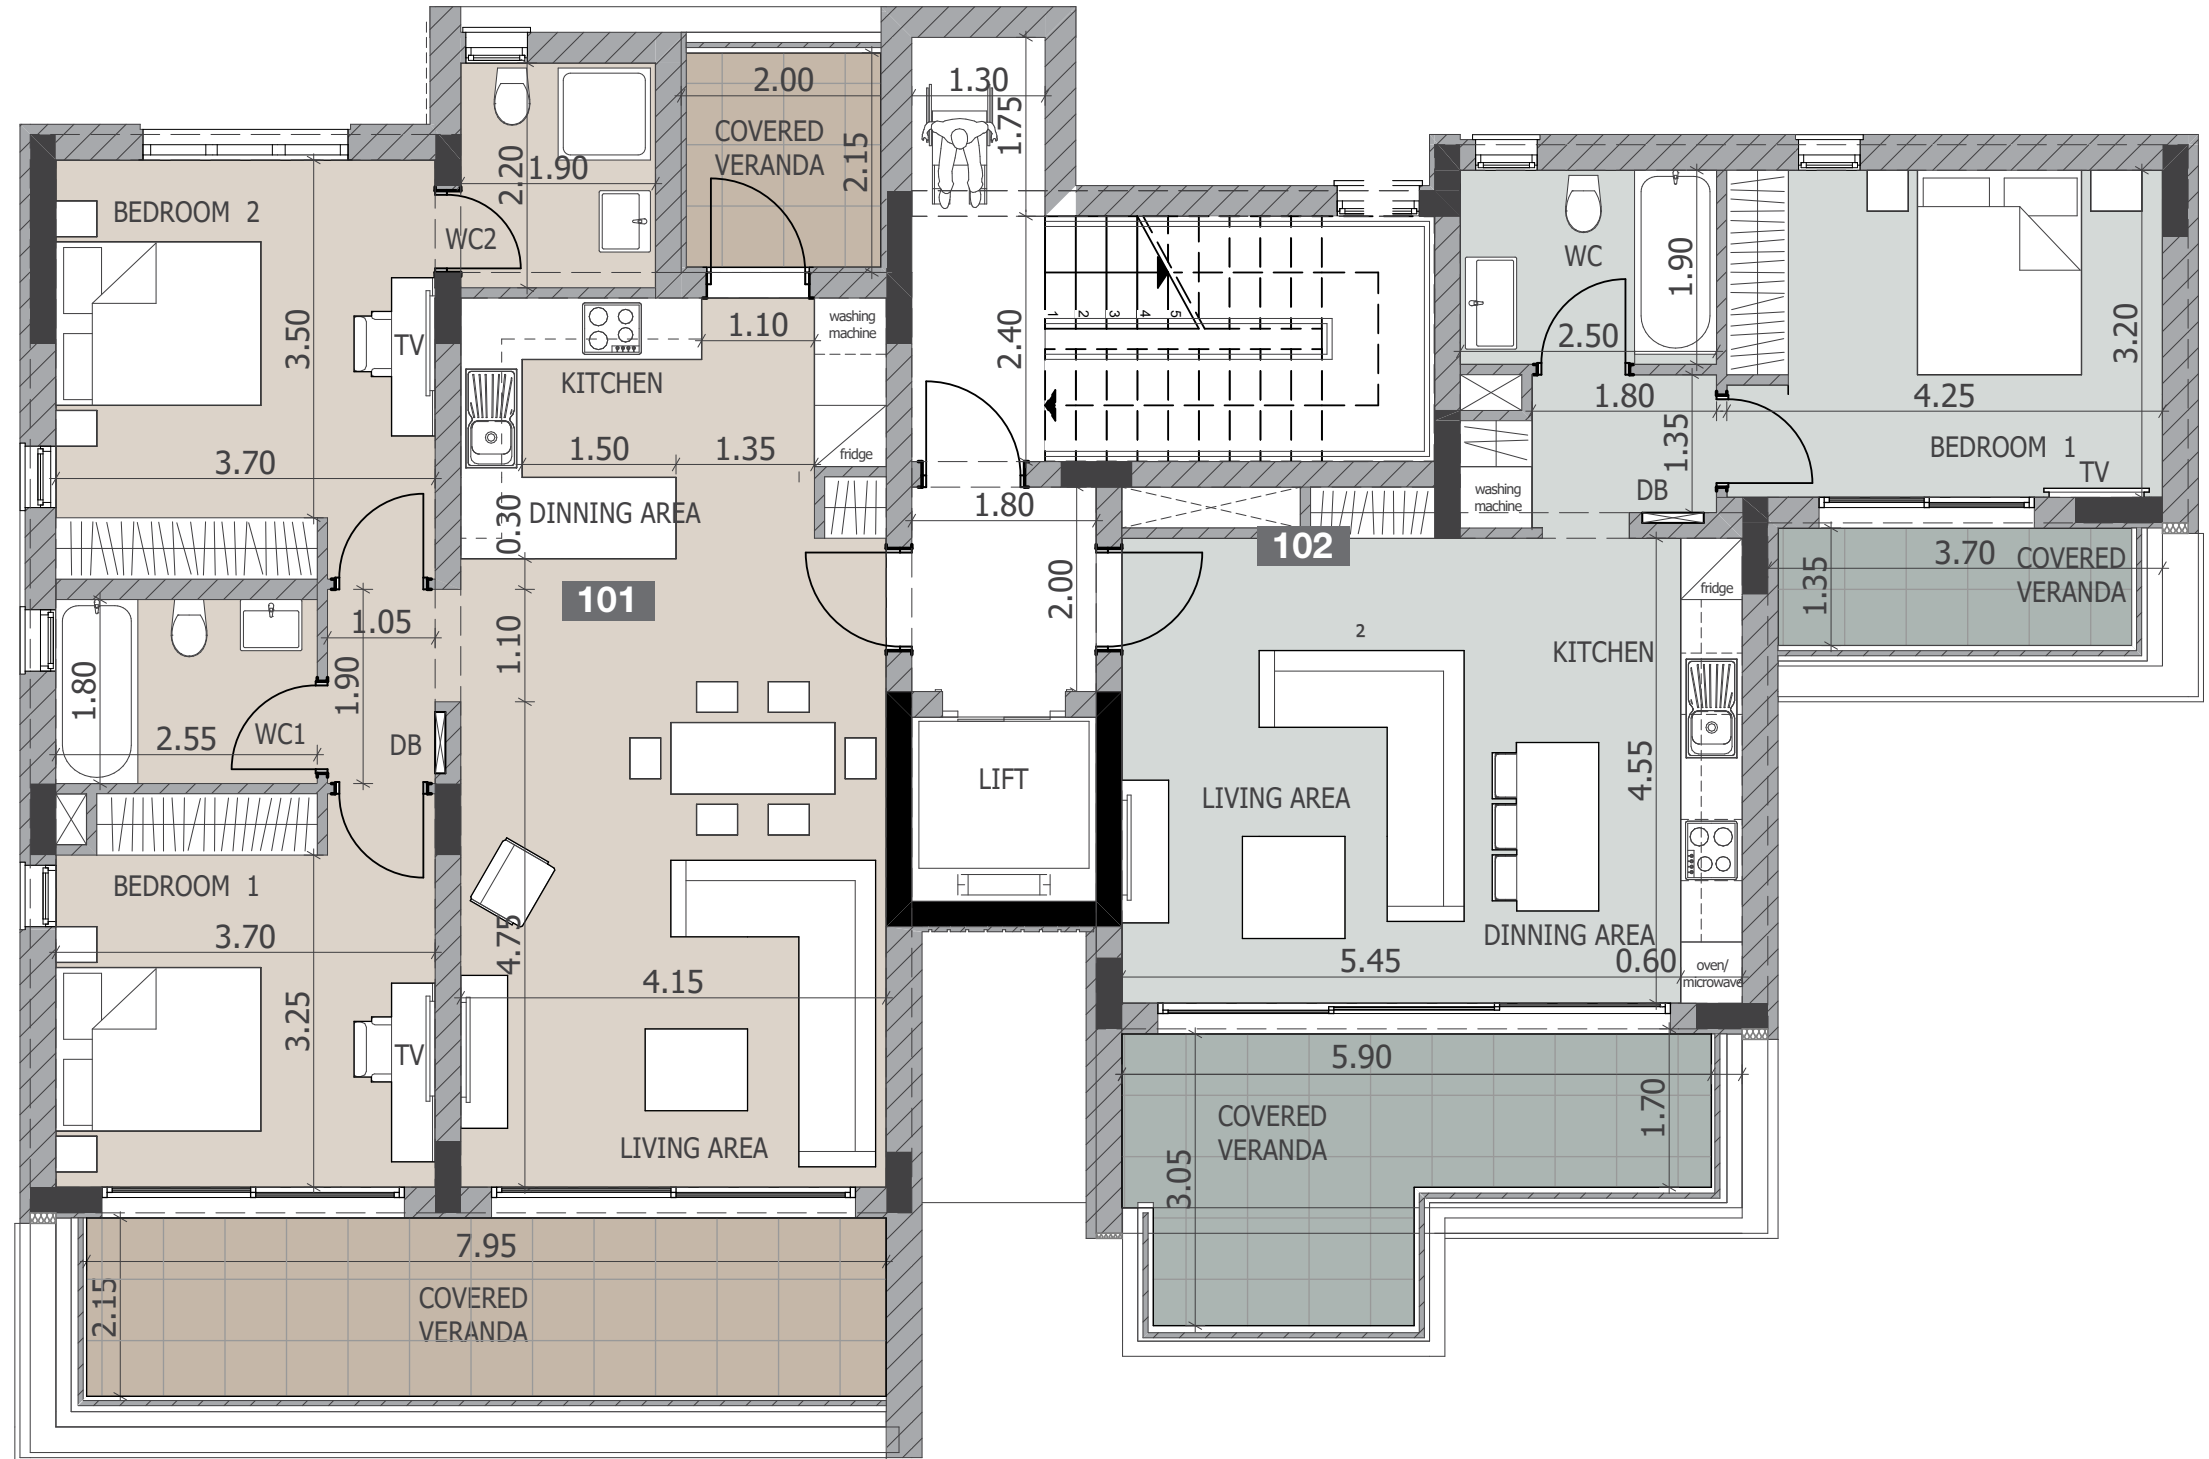 2.00
COVERED
VERANDA
2.15
1.30
1.75
2.20
1.90
WC2
BEDROOM 2
3.50
TV
3.70
KITCHEN
1.10
washing
machine
1.50
1.35
fridge
0.30
DINNING AREA
101
1.10
1.05
1.90
1.80
2.55
WC1
DB
BEDROOM 1
3.70
3.25
TV
4.75
4.15
LIVING AREA
7.95
2.15
COVERED
VERANDA
2.40
1
2
3
4
5
1.80
2.00
LIFT
WC
1.90
2.50
1.80
1.35
DB
washing
machine
4.25
3.20
BEDROOM 1
TV
3.70
1.35
COVERED
VERANDA
102
2
fridge
KITCHEN
4.55
LIVING AREA
DINNING AREA
5.45
0.60
oven/
microwave
5.90
1.70
COVERED
VERANDA
3.05